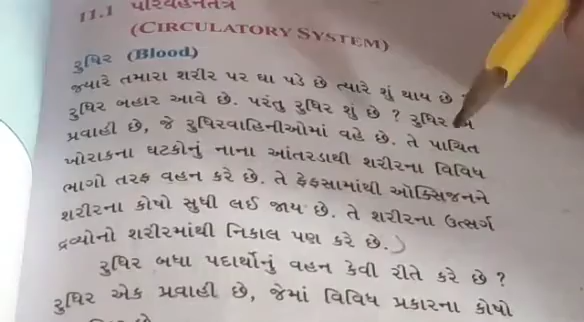 11.1 પરિવહનતંત્ર
(CIRCULATORY SYSTEM)
રુધિર (Blood)
જ્યારે તમારા શરીર પર ઘા પડે છે ત્યારે શું થાય છે ?
રુધિર બહાર આવે છે. પરંતુ રુધિર શું છે ? રુધિર એ
પ્રવાહી છે, જે રુધિરવાહિનીઓમાં વહે છે. તે પાચિત
ખોરાકના ઘટકોનું નાના આંતરડાથી શરીરના વિવિધ
ભાગો તરફ વહન કરે છે. તે ફેફસામાંથી ઑક્સિજનને
શરીરના કોષો સુધી લઈ જાય છે. તે શરીરના ઉત્સર્ગ
દ્રવ્યોનો શરીરમાંથી નિકાલ પણ કરે છે.
રુધિર બધા પદાર્થોનું વહન કેવી રીતે કરે છે ?
રુધિર એક પ્રવાહી છે, જેમાં વિવિધ પ્રકારના કોષો